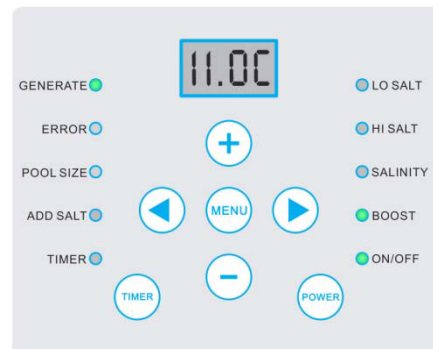 11.0C
GENERATE
LO SALT
ERROR
HI SALT
+
POOL SIZE
SALINITY
MENU
ADD SALT
BOOST
TIMER
ON/OFF
−
TIMER
POWER